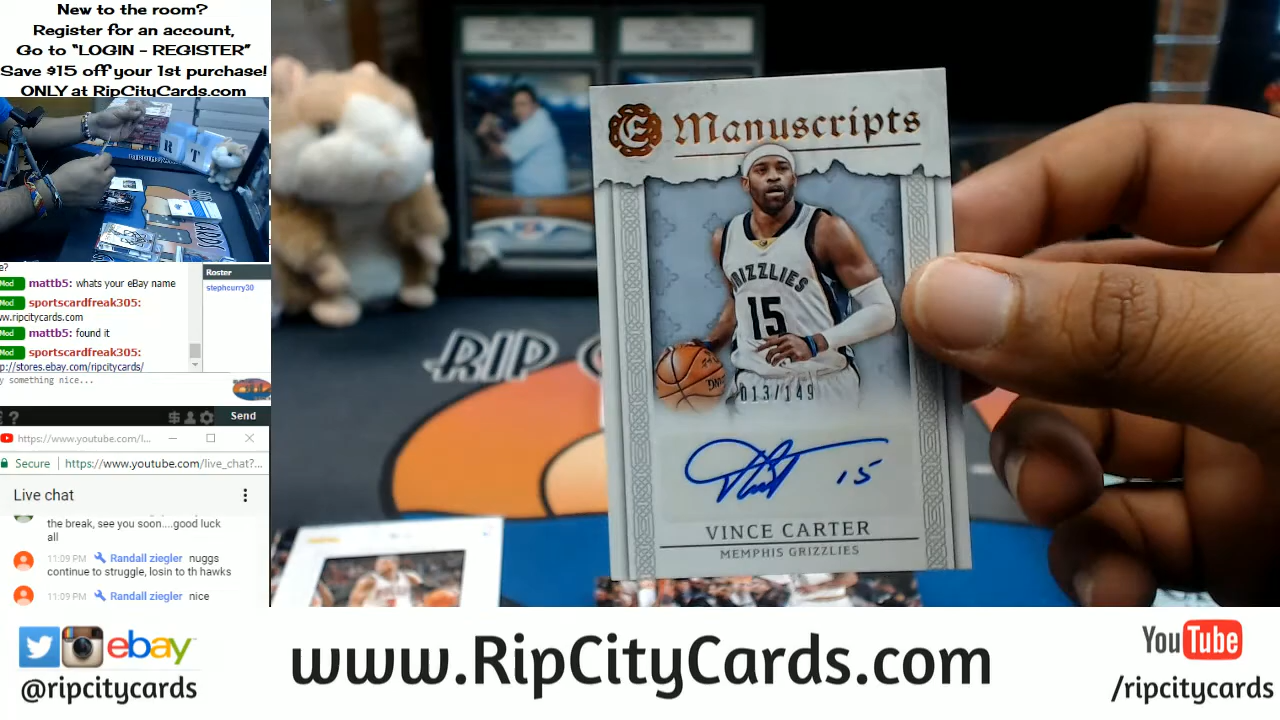 New to the room?
Register for an account,
Go to “LOGIN - REGISTER”
Save $15 off your 1st purchase!
ONLY at RipCityCards.com
R T
e?
Mod mattb5: whats your eBay name
Mod sportscardfreak305:
w.ripcitycards.com
Mod mattb5: found it
Mod sportscardfreak305:
p://stores.ebay.com/ripcitycards/
y something nice...
Roster
stephcurry30
? $ Send
https://www.youtube.com/l...
Secure https://www.youtube.com/live_chat?...
Live chat
the break, see you soon....good luck
all
11:09 PM Randall ziegler nuggs
continue to struggle, losin to th hawks
11:09 PM Randall ziegler nice
RIP
E Manuscripts
GRIZZLIES
15
013/149
15
VINCE CARTER
MEMPHIS GRIZZLIES
ebay
@ripcitycards
www.RipCityCards.com
YouTube
/ripcitycards